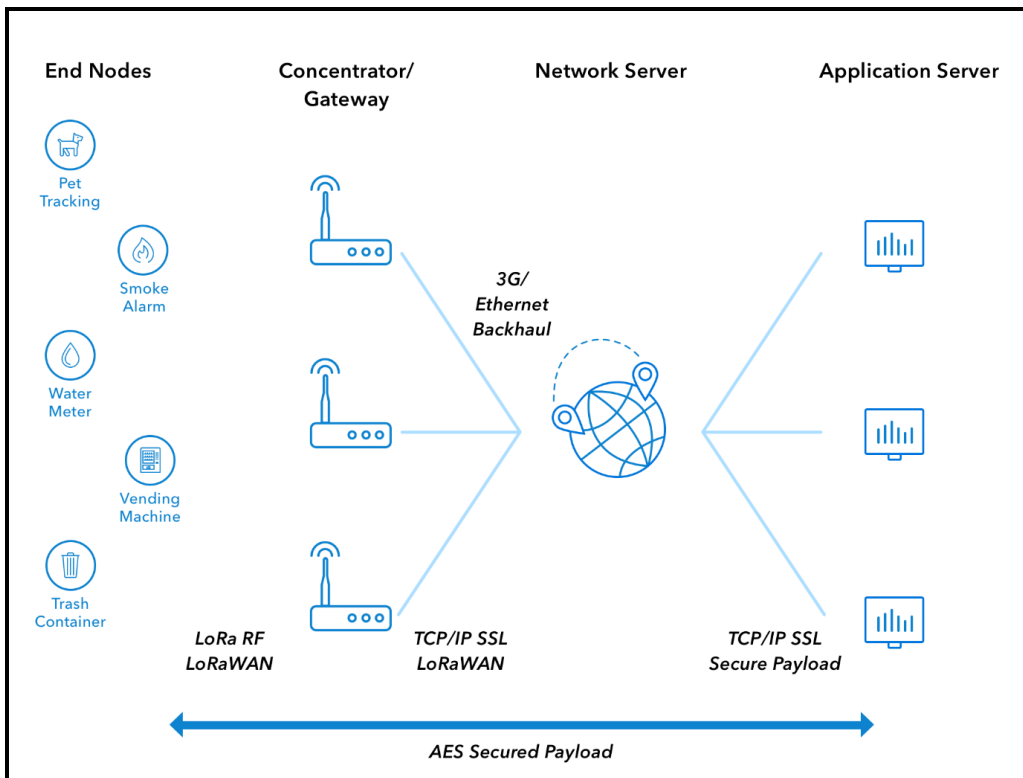 End Nodes
Concentrator/
Gateway
Network Server
Application Server
Pet
Tracking
Smoke
Alarm
Water
Meter
Vending
Machine
Trash
Container
3G/
Ethernet
Backhaul
LoRa RF
LoRaWAN
TCP/IP SSL
LoRaWAN
TCP/IP SSL
Secure Payload
AES Secured Payload